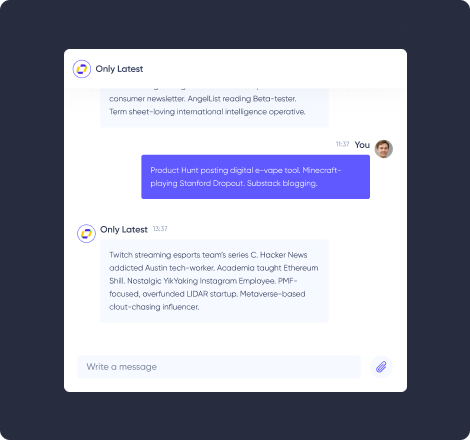 Only Latest
consumer newsletter. AngelList reading Beta-tester.
Term sheet-loving international intelligence operative.
11:37 You
Product Hunt posting digital e-vape tool. Minecraft-
playing Stanford Dropout. Substack blogging.
Only Latest 13:37
Twitch streaming esports team's series C. Hacker News
addicted Austin tech-worker. Academia taught Ethereum
Shill. Nostalgic YikYaking Instagram Employee. PMF-
focused, overfunded LIDAR startup. Metaverse-based
clout-chasing influencer.
Write a message